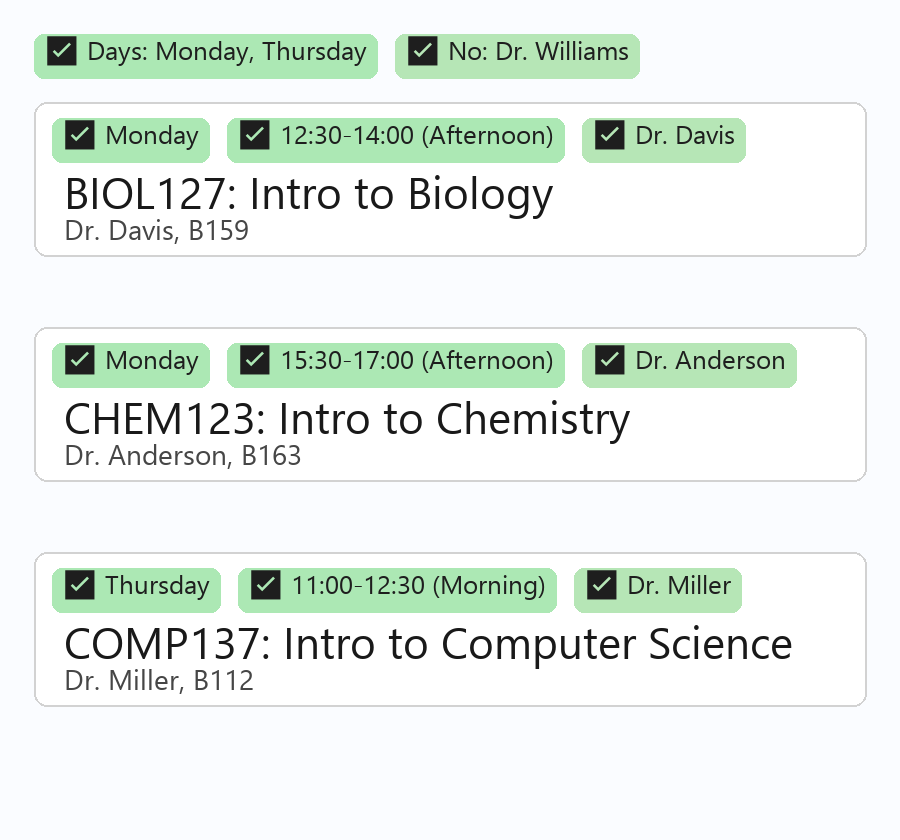 Days: Monday, Thursday No: Dr. Williams
Monday 12:30-14:00 (Afternoon) Dr. Davis
BIOL127: Intro to Biology
Dr. Davis, B159
Monday 15:30-17:00 (Afternoon) Dr. Anderson
CHEM123: Intro to Chemistry
Dr. Anderson, B163
Thursday 11:00-12:30 (Morning) Dr. Miller
COMP137: Intro to Computer Science
Dr. Miller, B112